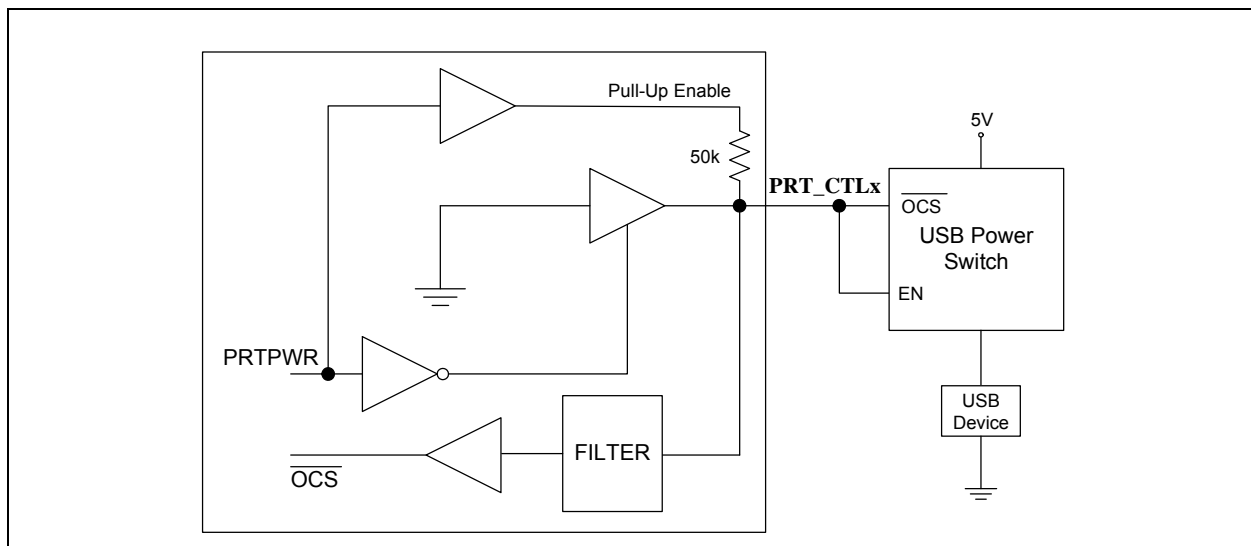 Pull-Up Enable
50k
PRT_CTLx
5V
OCS
USB Power
Switch
EN
PRTPWR
FILTER
OCS
USB
Device